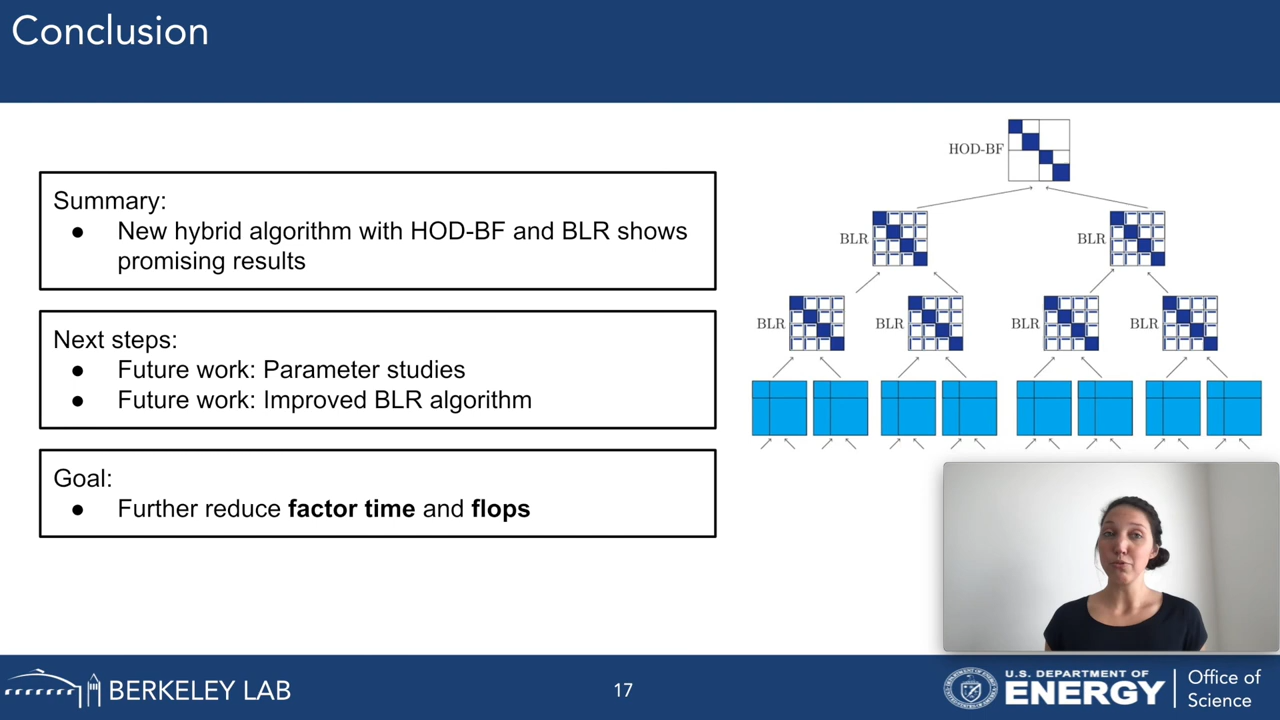 Conclusion
Summary:
● New hybrid algorithm with HOD-BF and BLR shows
promising results
Next steps:
● Future work: Parameter studies
● Future work: Improved BLR algorithm
Goal:
● Further reduce factor time and flops
HOD-BF
BLR
BLR
BLR
BLR
BLR
BLR
BERKELEY LAB
17
U.S. DEPARTMENT OF
ENERGY
Office of
Science